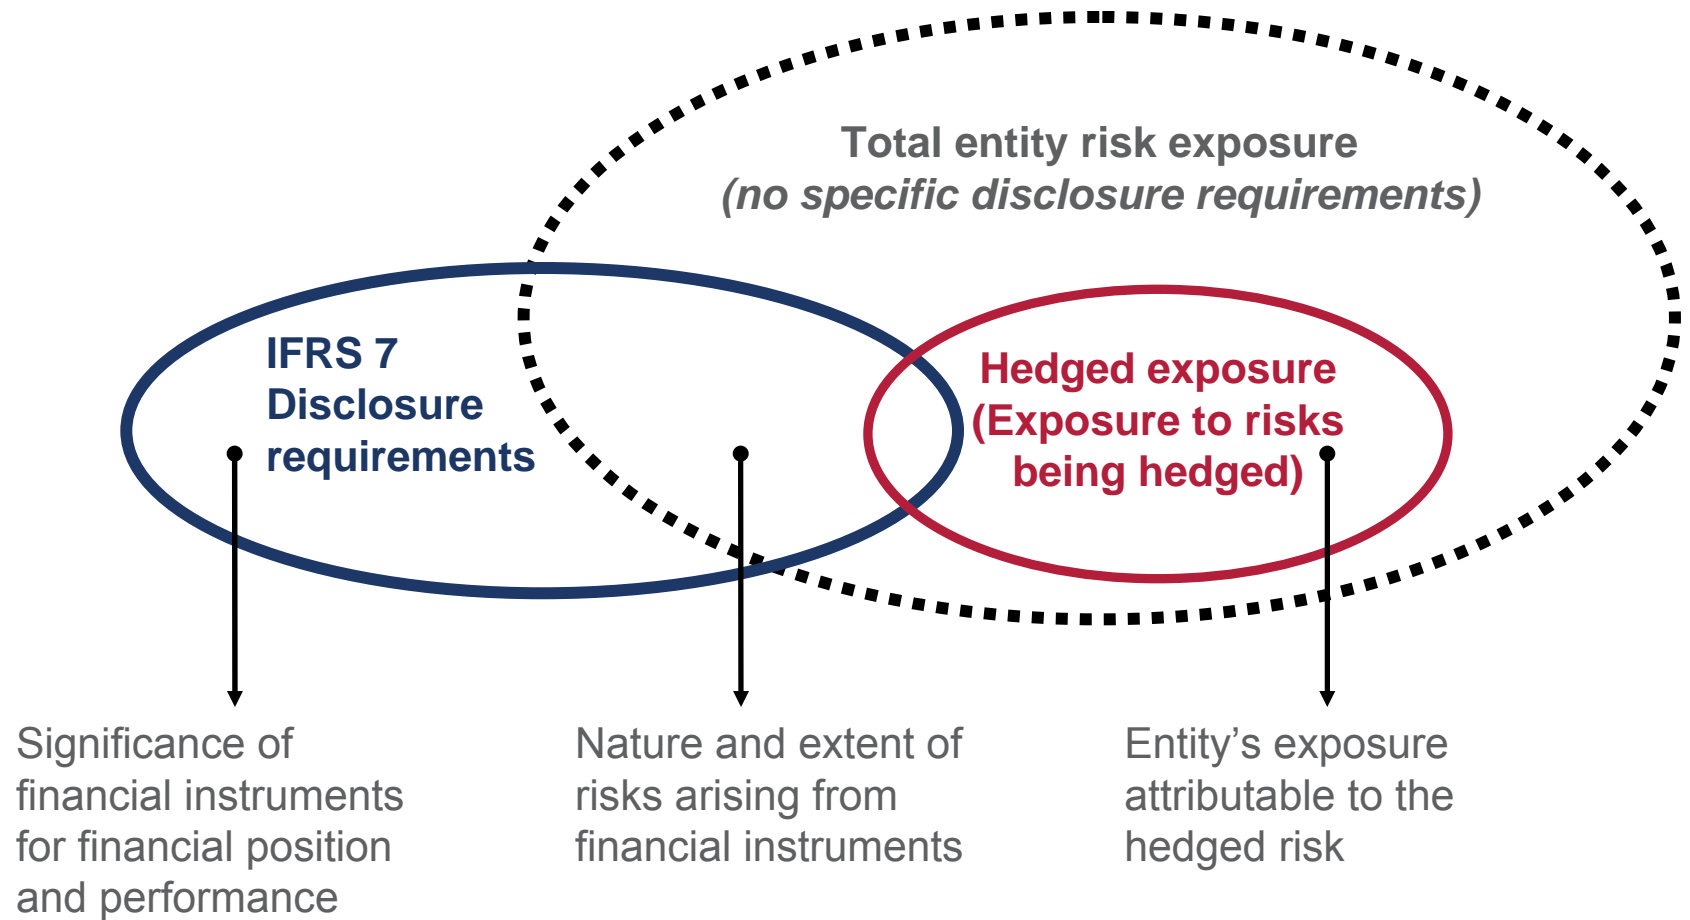 Total entity risk exposure
(no specific disclosure requirements)
IFRS 7
Disclosure
requirements
Hedged exposure
(Exposure to risks
being hedged)
Significance of
financial instruments
for financial position
and performance
Nature and extent of
risks arising from
financial instruments
Entity’s exposure
attributable to the
hedged risk